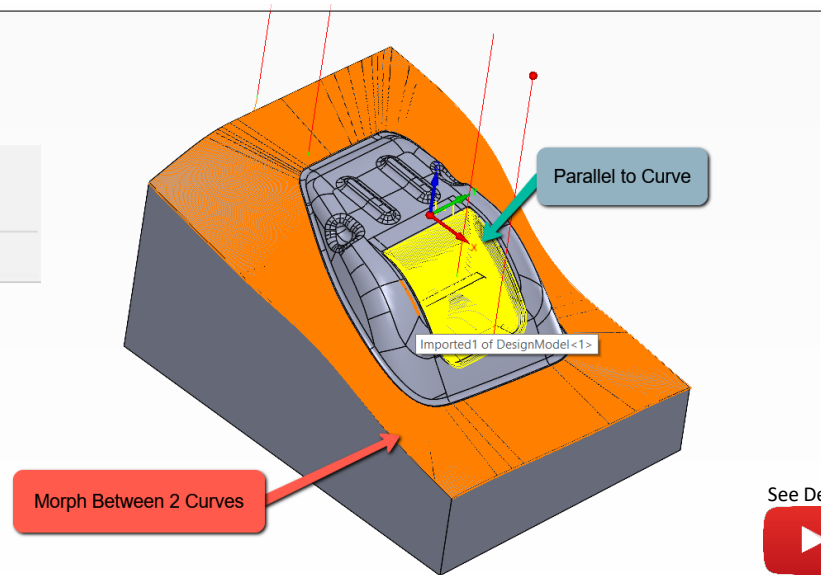 Parallel to Curve
Imported1 of DesignModel<1>
Morph Between 2 Curves
See De